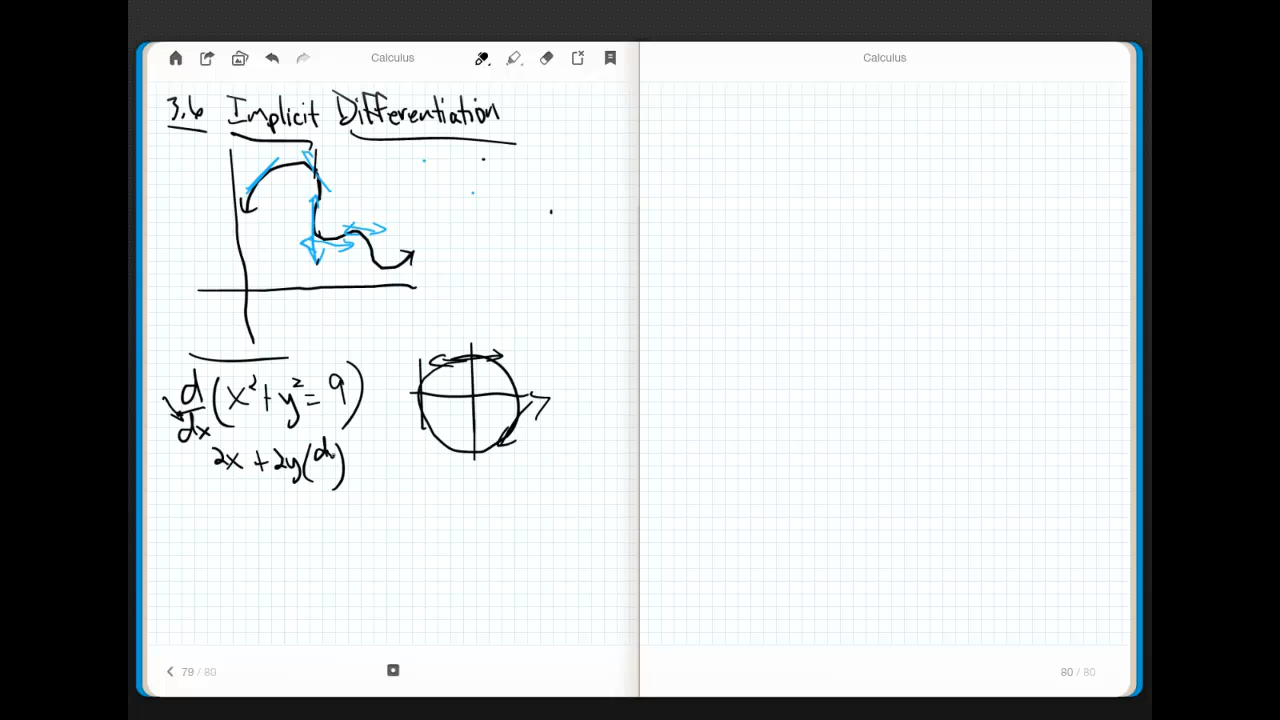 Calculus
Calculus
3.6 Implicit Differentiation
d/dx (x² + y² = 9)
2x + 2y(d
79 / 80
80 / 80